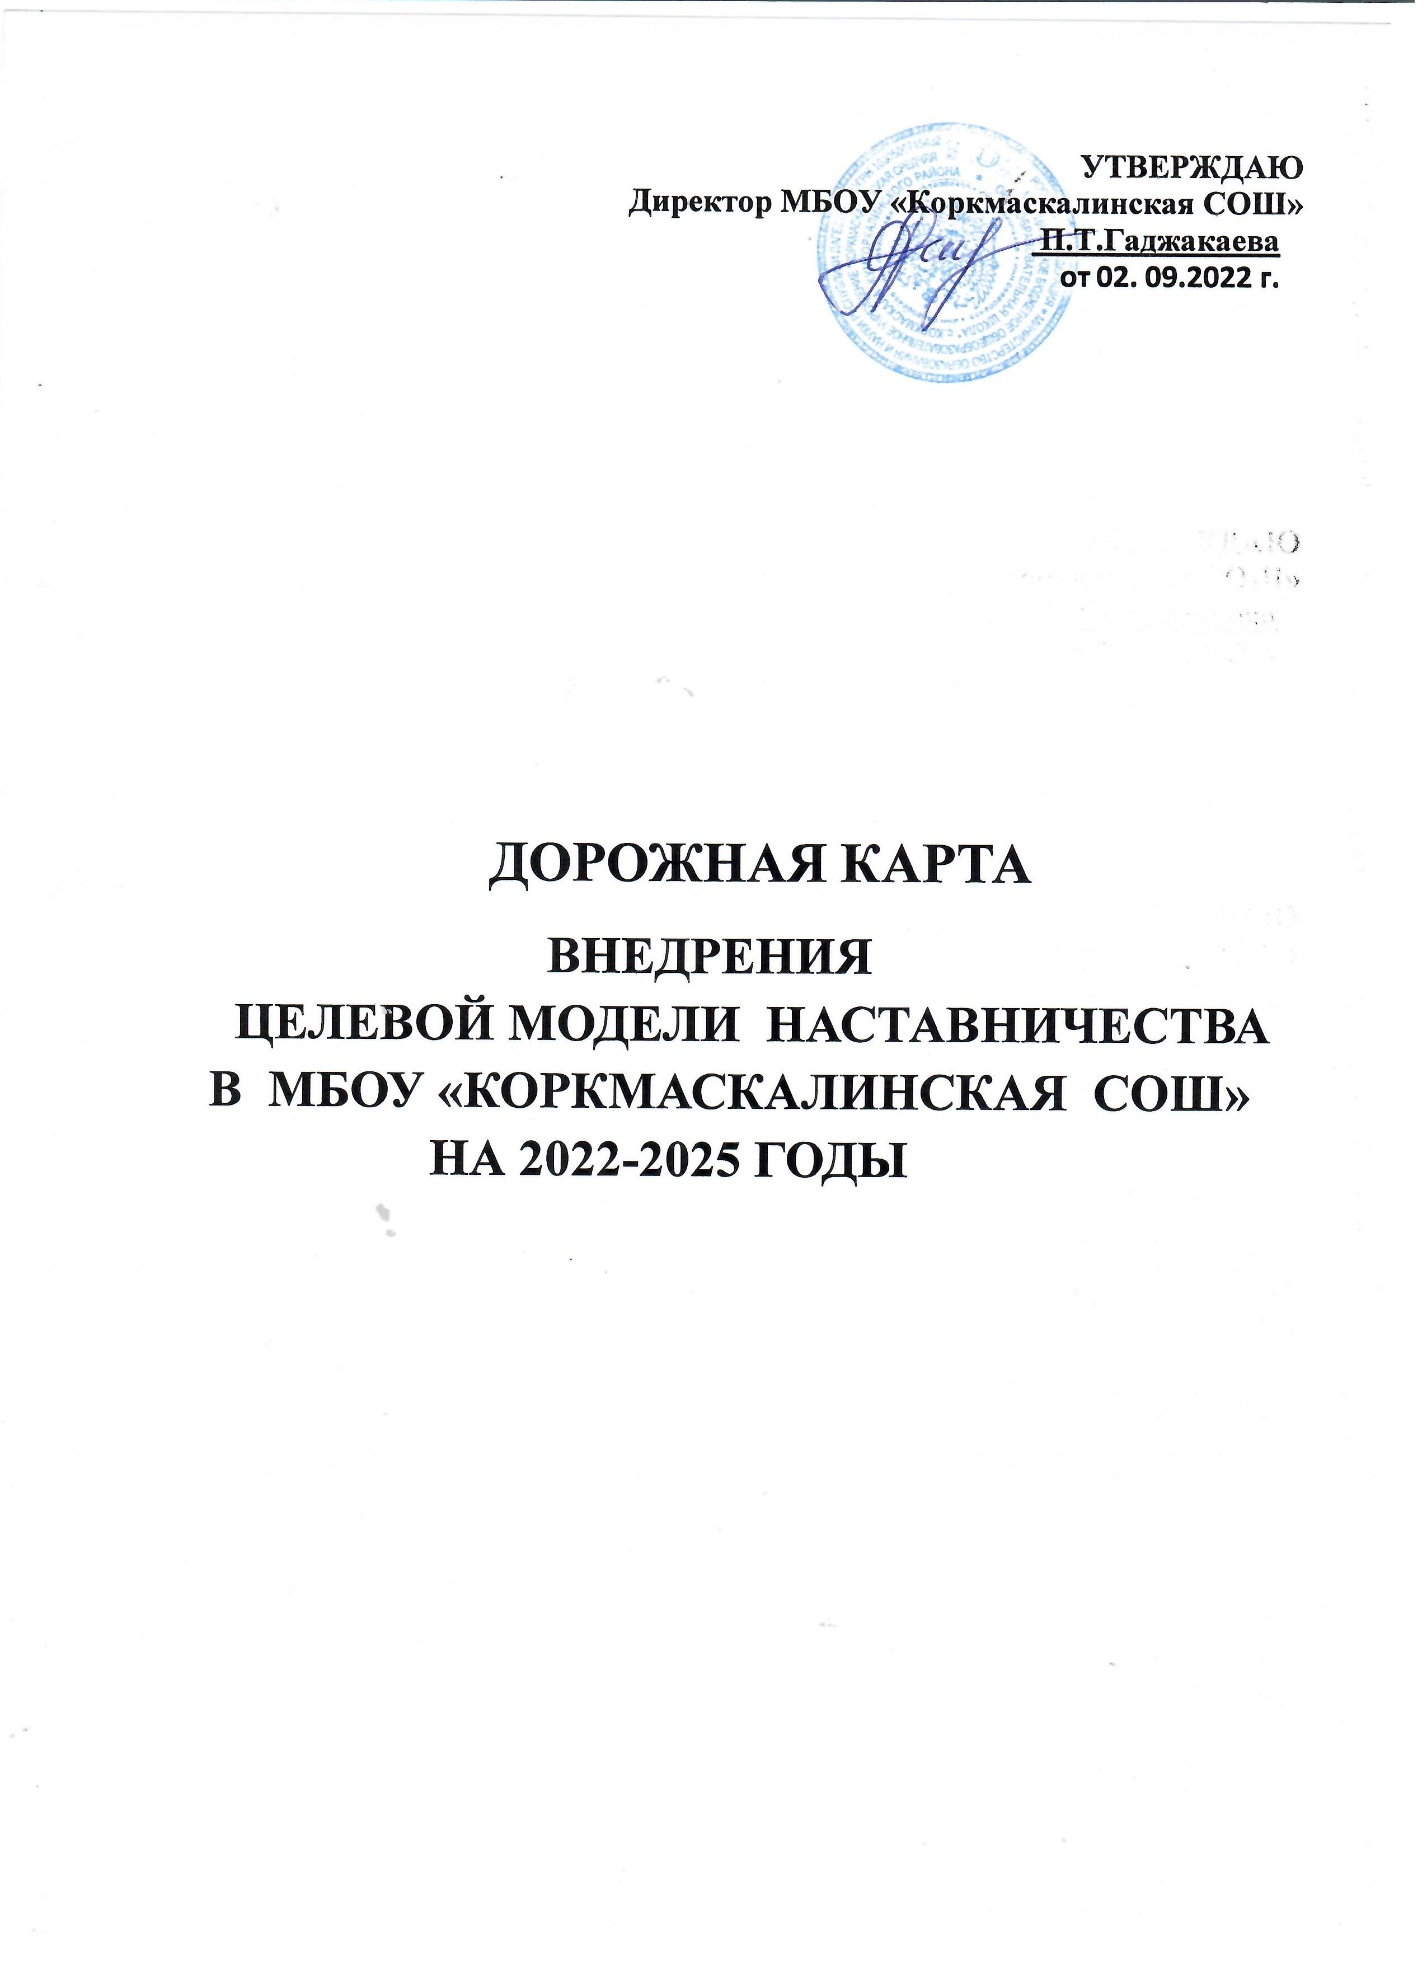 УТВЕРЖДАЮ
Директор МБОУ «Коркмаскалинская СОШ»
П.Т.Гаджакаева
от 02. 09.2022 г.
ДОРОЖНАЯ КАРТА
ВНЕДРЕНИЯ
ЦЕЛЕВОЙ МОДЕЛИ НАСТАВНИЧЕСТВА
В МБОУ «КОРКМАСКАЛИНСКАЯ СОШ»
НА 2022-2025 ГОДЫ